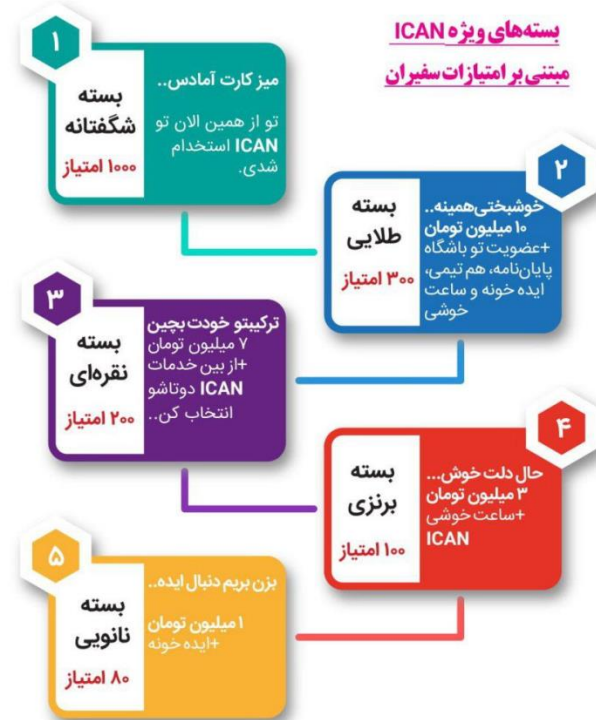 بسته‌های ویژه ICAN
مبتنی بر امتیازات سفیران
۱
بسته
شگفتانه
۱۰۰۰ امتیاز
میز کارت آمادس..
تو از همین الان تو
ICAN استخدام
شدی.
۲
بسته
طلایی
۳۰۰ امتیاز
خوشبختی همینه..
۱۰ میلیون تومان
+عضویت تو باشگاه
پایان‌نامه، هم تیمی،
ایده خونه و ساعت
خوشی
۳
بسته
نقره‌ای
۲۰۰ امتیاز
ترکیبتو خودت بچین
۷ میلیون تومان
+از بین خدمات
ICAN دوتاشو
انتخاب کن..
۴
بسته
برنزی
۱۰۰ امتیاز
حال دلت خوش...
۳ میلیون تومان
+ساعت خوشی
ICAN
۵
بسته
نانویی
۸۰ امتیاز
بزن بریم دنبال ایده..
۱ میلیون تومان
+ایده خونه